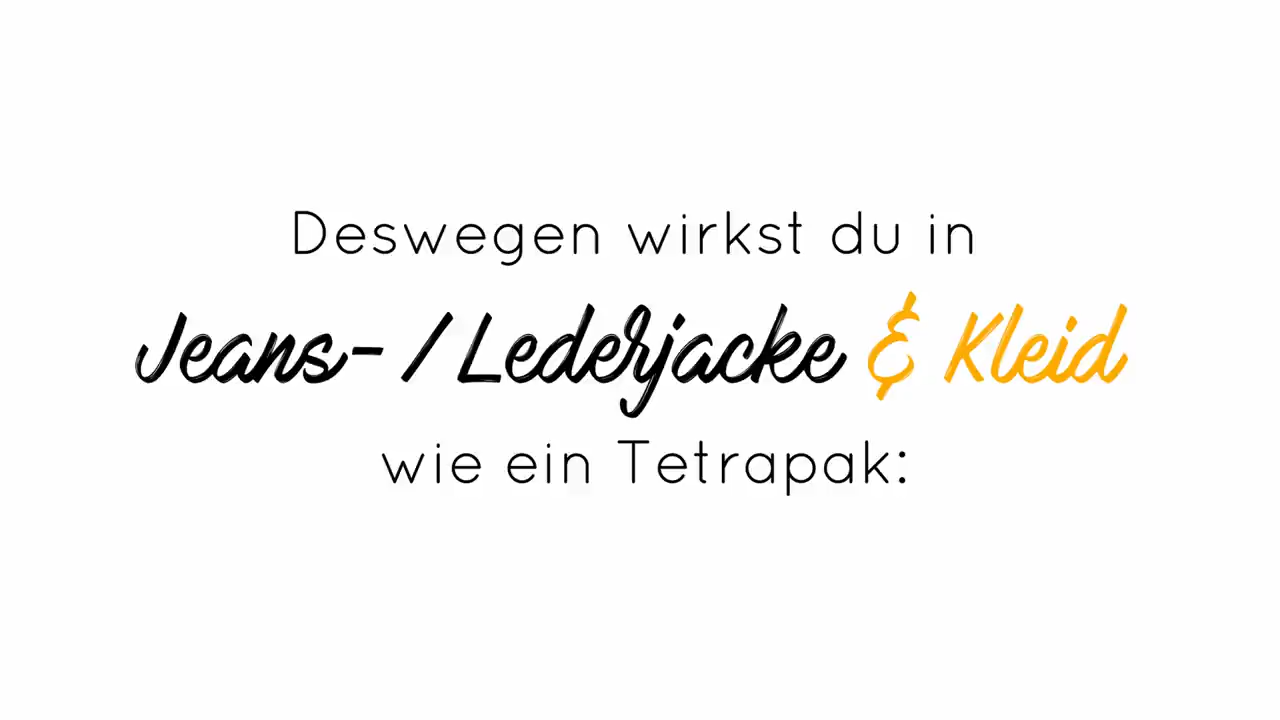 Deswegen wirkst du in
Jeans- / Lederjacke & Kleid
wie ein Tetrapak: